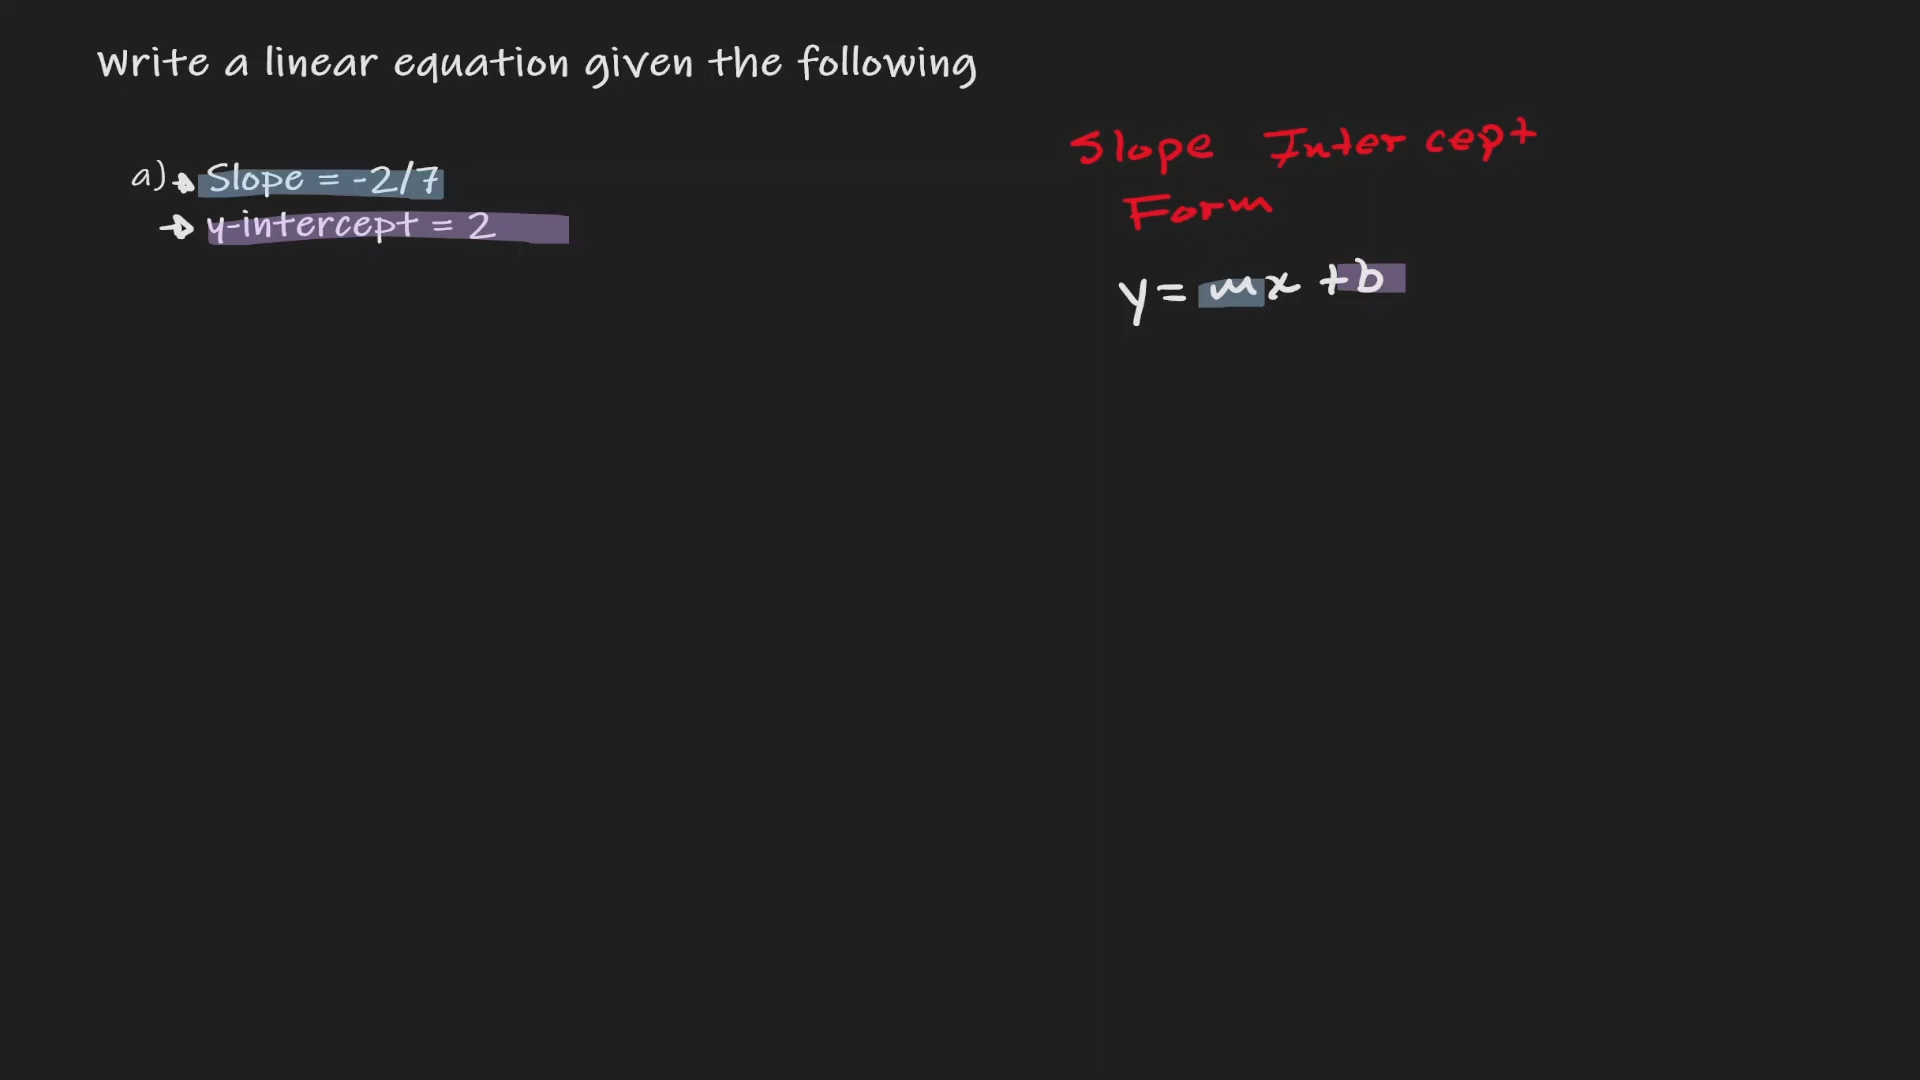 Write a linear equation given the following
a) → Slope = -2/7
→ y-intercept = 2
Slope Intercept
Form
y = mx + b